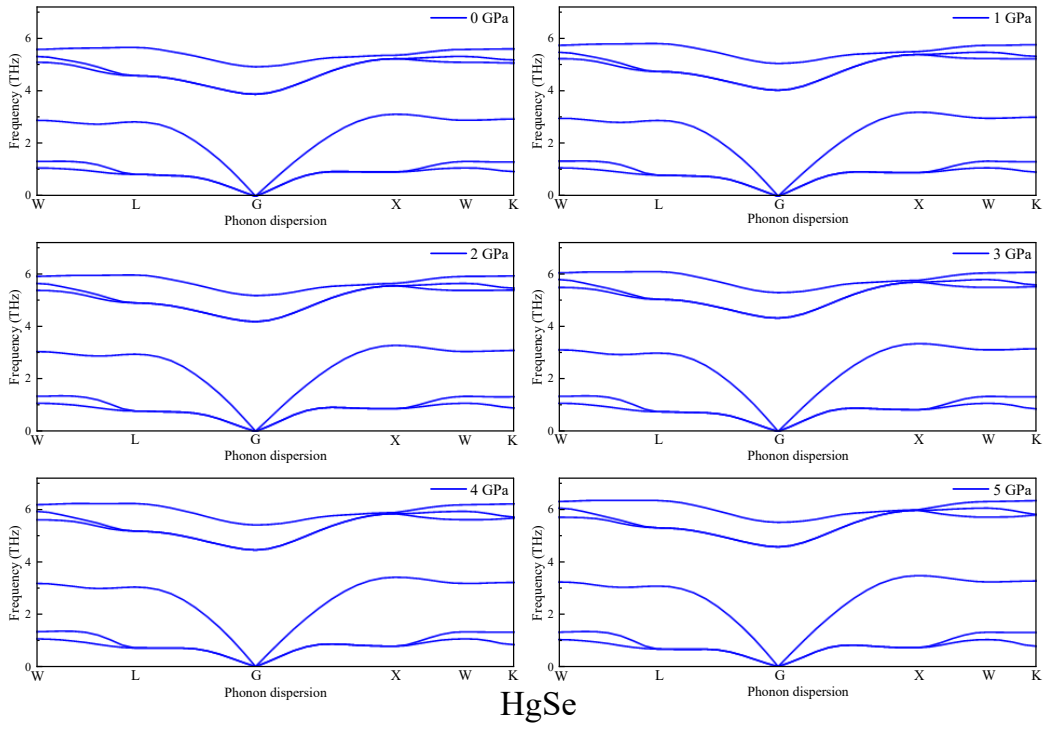 0 GPa
Frequency (THz)
6
4
2
0
W L G X W K
Phonon dispersion
1 GPa
Frequency (THz)
6
4
2
0
W L G X W K
Phonon dispersion
2 GPa
Frequency (THz)
6
4
2
0
W L G X W K
Phonon dispersion
3 GPa
Frequency (THz)
6
4
2
0
W L G X W K
Phonon dispersion
4 GPa
Frequency (THz)
6
4
2
0
W L G X W K
Phonon dispersion
5 GPa
Frequency (THz)
6
4
2
0
W L G X W K
Phonon dispersion
HgSe